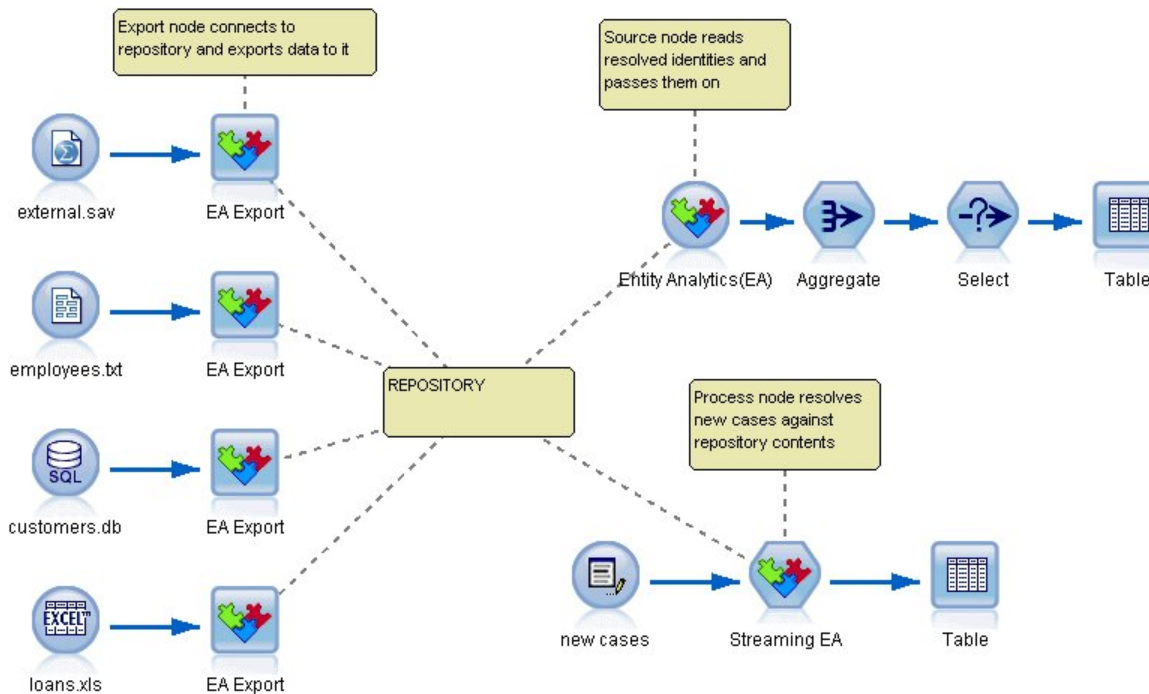 Export node connects to
repository and exports data to it
Source node reads
resolved identities and
passes them on
external.sav
EA Export
Entity Analytics(EA)
Aggregate
Select
Table
employees.txt
EA Export
REPOSITORY
Process node resolves
new cases against
repository contents
SQL
customers.db
EA Export
new cases
Streaming EA
Table
EXCEL™
loans.xls
EA Export